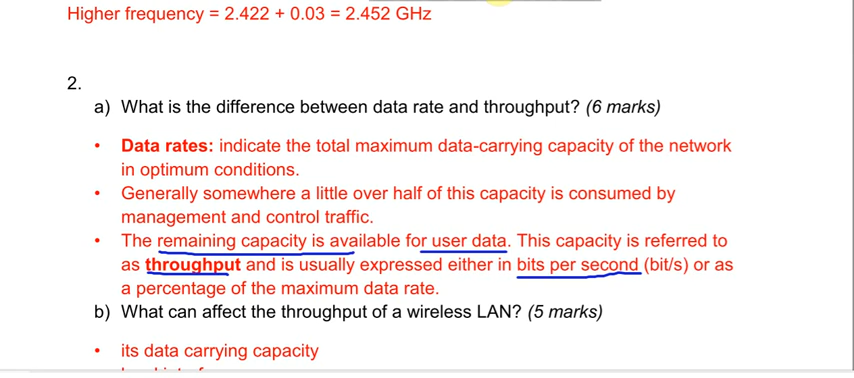 Higher frequency = 2.422 + 0.03 = 2.452 GHz
2.
a) What is the difference between data rate and throughput? (6 marks)
• Data rates: indicate the total maximum data-carrying capacity of the network
in optimum conditions.
• Generally somewhere a little over half of this capacity is consumed by
management and control traffic.
• The remaining capacity is available for user data. This capacity is referred to
as throughput and is usually expressed either in bits per second (bit/s) or as
a percentage of the maximum data rate.
b) What can affect the throughput of a wireless LAN? (5 marks)
• its data carrying capacity